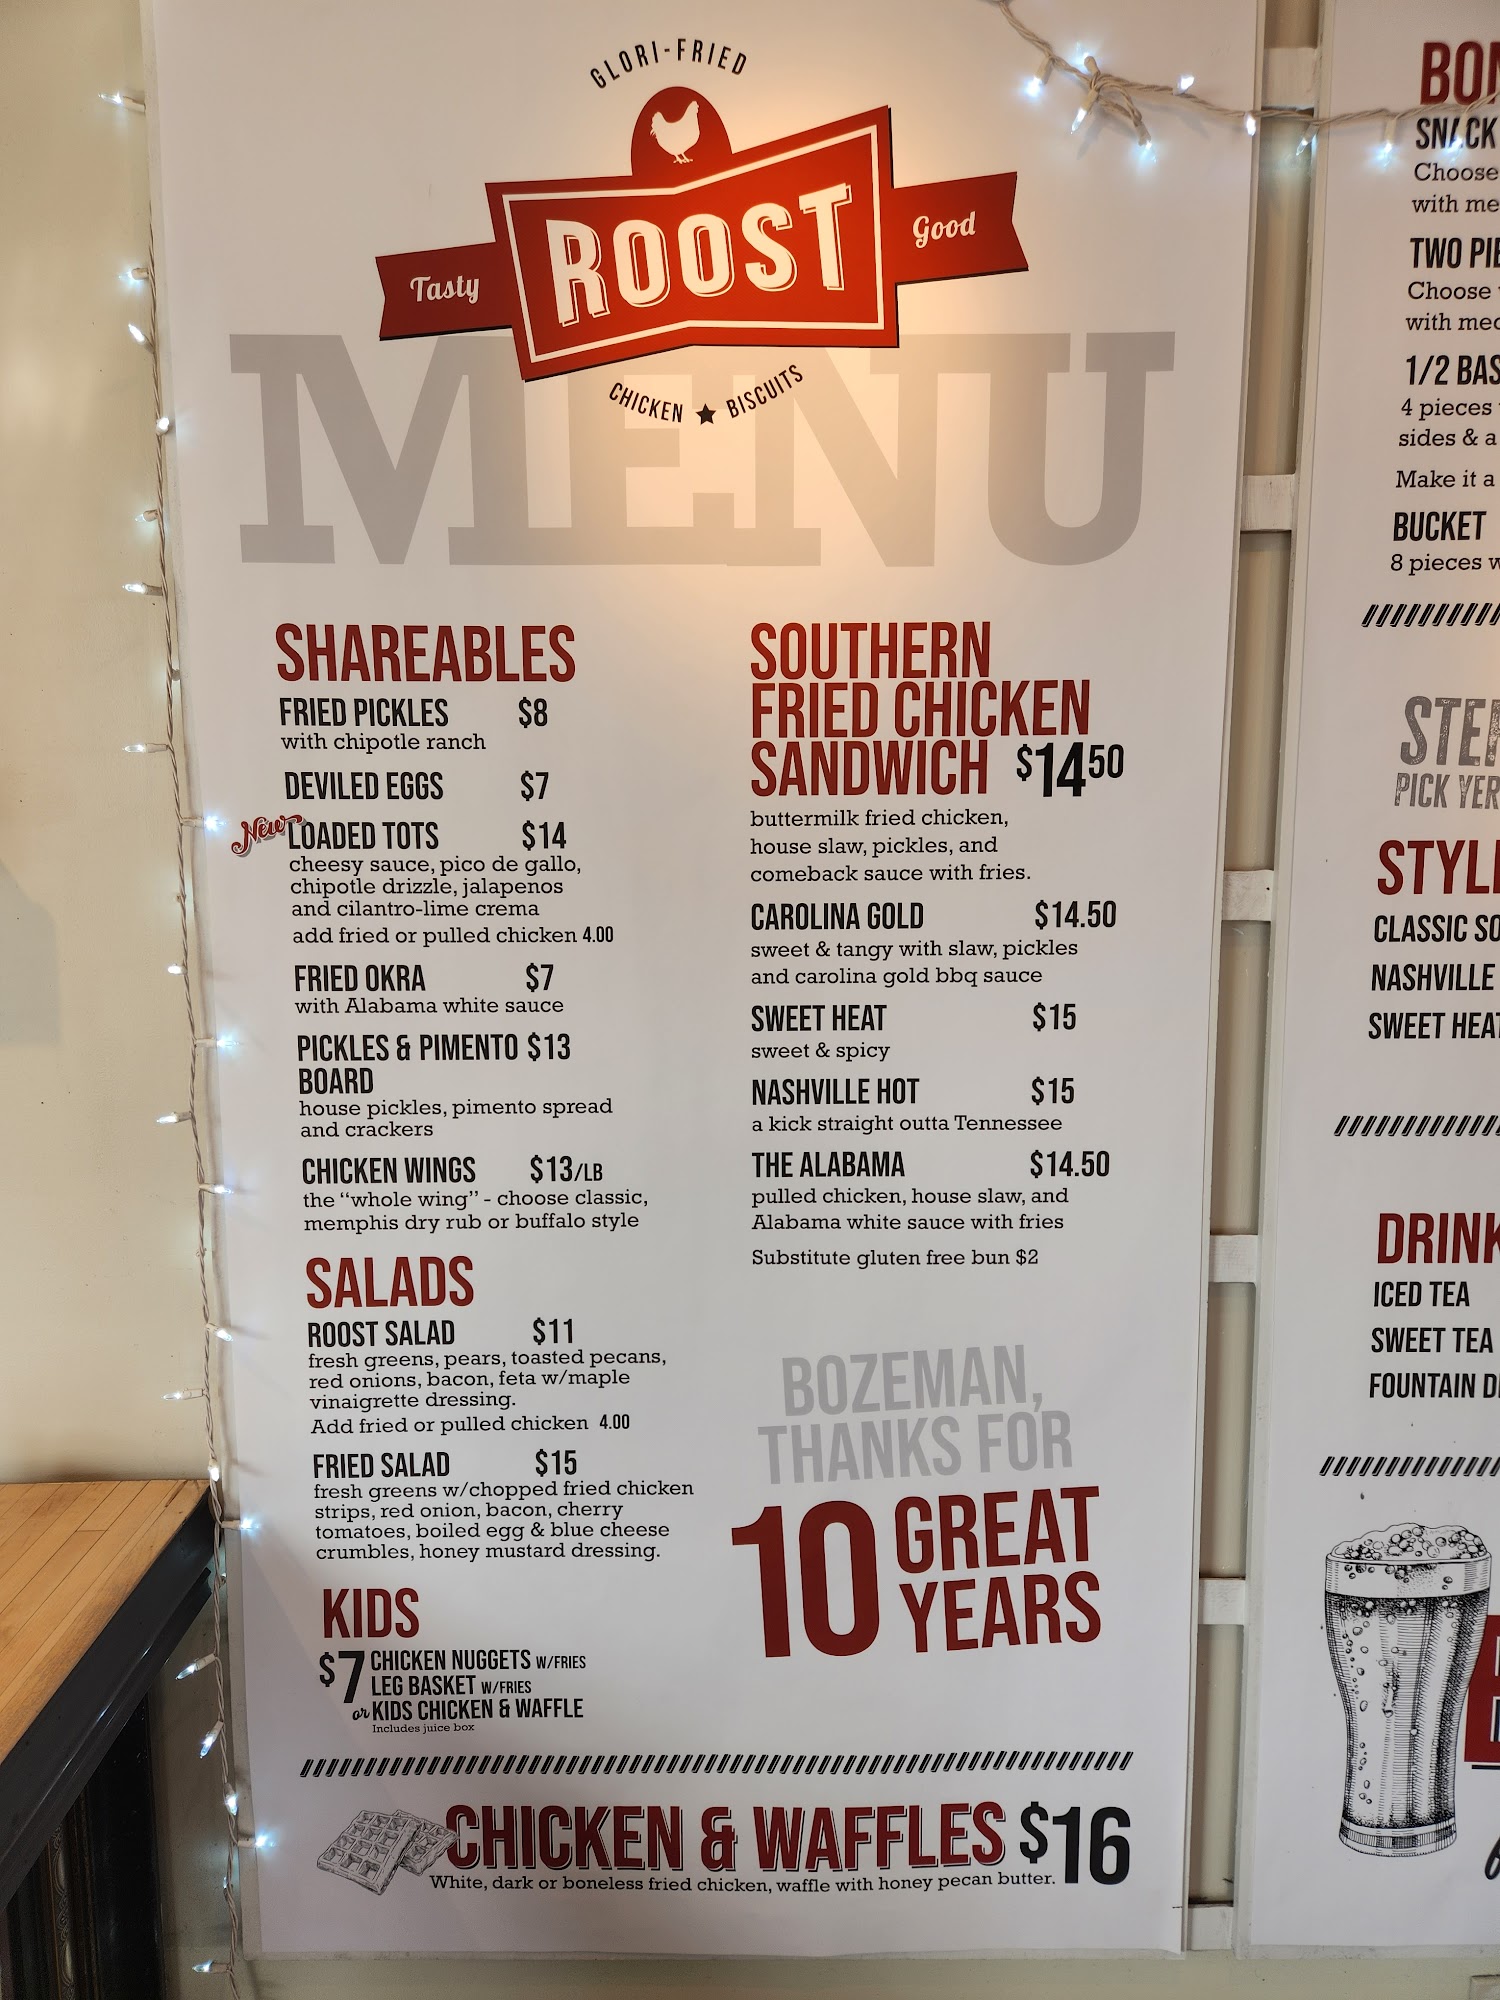 GLORI-FRIED
Tasty
ROOST
Good
CHICKEN ★ BISCUITS
MENU
SHAREABLES
FRIED PICKLES $8
with chipotle ranch
DEVILED EGGS $7
New LOADED TOTS $14
cheesy sauce, pico de gallo,
chipotle drizzle, jalapenos
and cilantro-lime crema
add fried or pulled chicken 4.00
FRIED OKRA $7
with Alabama white sauce
PICKLES & PIMENTO $13
BOARD
house pickles, pimento spread
and crackers
CHICKEN WINGS $13/LB
the "whole wing" - choose classic,
memphis dry rub or buffalo style
SALADS
ROOST SALAD $11
fresh greens, pears, toasted pecans,
red onions, bacon, feta w/maple
vinaigrette dressing.
Add fried or pulled chicken 4.00
FRIED SALAD $15
fresh greens w/chopped fried chicken
strips, red onion, bacon, cherry
tomatoes, boiled egg & blue cheese
crumbles, honey mustard dressing.
KIDS
$7 CHICKEN NUGGETS W/FRIES
LEG BASKET W/FRIES
or KIDS CHICKEN & WAFFLE
Includes juice box
SOUTHERN
FRIED CHICKEN
SANDWICH $14 50
buttermilk fried chicken,
house slaw, pickles, and
comeback sauce with fries.
CAROLINA GOLD $14.50
sweet & tangy with slaw, pickles
and carolina gold bbq sauce
SWEET HEAT $15
sweet & spicy
NASHVILLE HOT $15
a kick straight outta Tennessee
THE ALABAMA $14.50
pulled chicken, house slaw, and
Alabama white sauce with fries
Substitute gluten free bun $2
BOZEMAN,
THANKS FOR
10 GREAT
YEARS
CHICKEN & WAFFLES $16
White, dark or boneless fried chicken, waffle with honey pecan butter.
SNACK
Choose
with
TWO
Choose
with
1/2
4 pieces
sides & a
Make it a
BUCKET
8 pieces
PICK YER
CLASSIC
NASHVILLE
SWEET
ICED TEA
SWEET TEA
FOUNTAIN